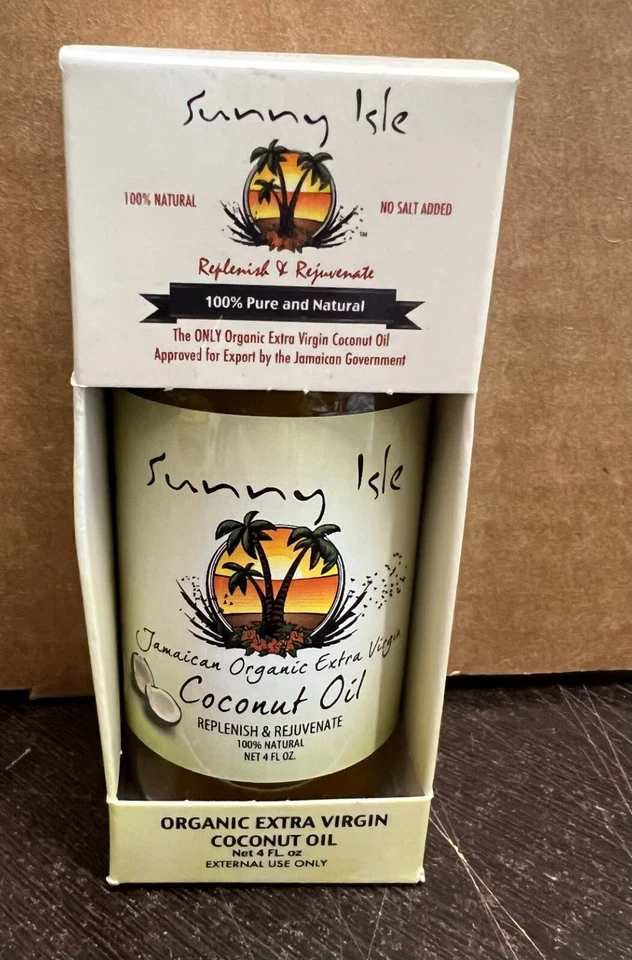 Sunny Isle
100% NATURAL
NO SALT ADDED
TM
Replenish & Rejuvenate
100% Pure and Natural
The ONLY Organic Extra Virgin Coconut Oil
Approved for Export by the Jamaican Government
Sunny Isle
Jamaican Organic Extra Virgin
Coconut Oil
REPLENISH & REJUVENATE
100% NATURAL
NET 4 FL OZ.
ORGANIC EXTRA VIRGIN
COCONUT OIL
Net 4 FL. oz
EXTERNAL USE ONLY